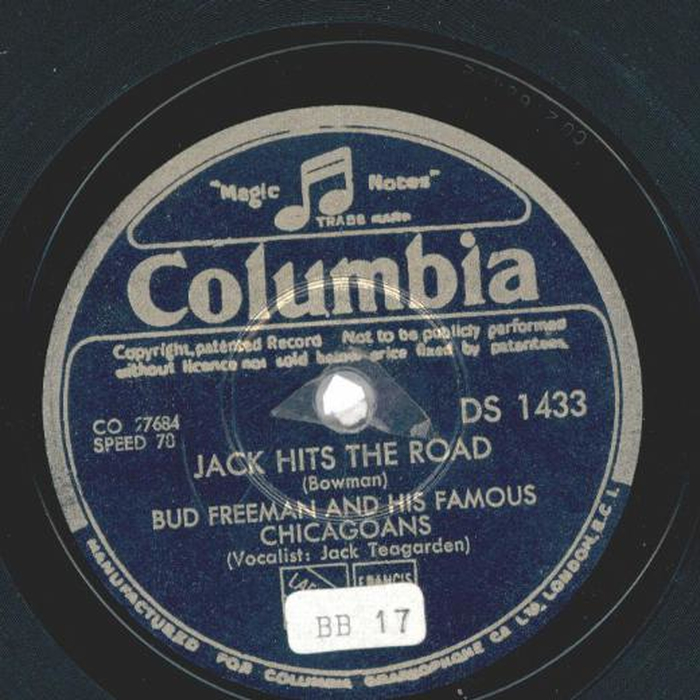 "Magic Notes"
TRADE MARK
Columbia
Copyright, patented Record Not to be publicly performed
without licence nor sold below price fixed by patentees.
DS 1433
CO 27684
SPEED 78
JACK HITS THE ROAD
(Bowman)
BUD FREEMAN AND HIS FAMOUS
CHICAGOANS
(Vocalist: Jack Teagarden)
FRANCIS
BB 17
MANUFACTURED FOR COLUMBIA GRAPHOPHONE CO LTD, LONDON, E.C.1.